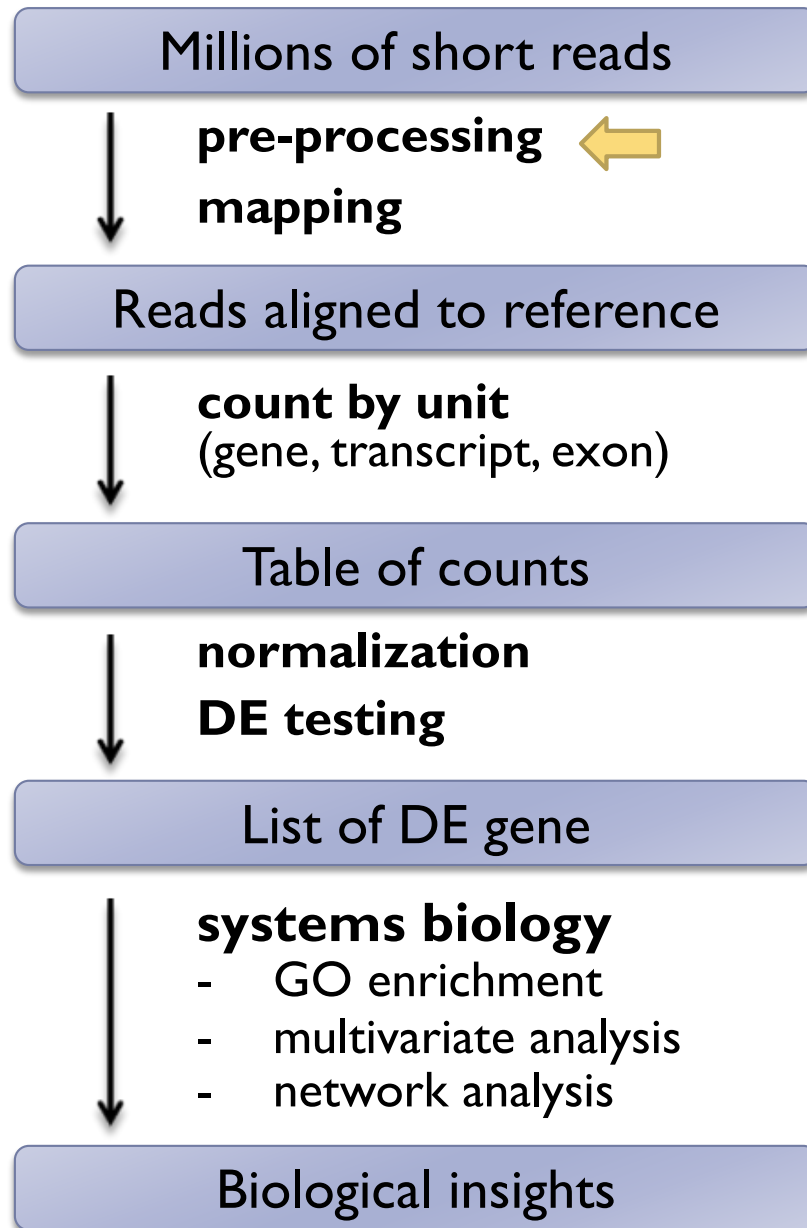 Millions of short reads
pre-processing
mapping
Reads aligned to reference
count by unit
(gene, transcript, exon)
Table of counts
normalization
DE testing
List of DE gene
systems biology
- GO enrichment
- multivariate analysis
- network analysis
Biological insights